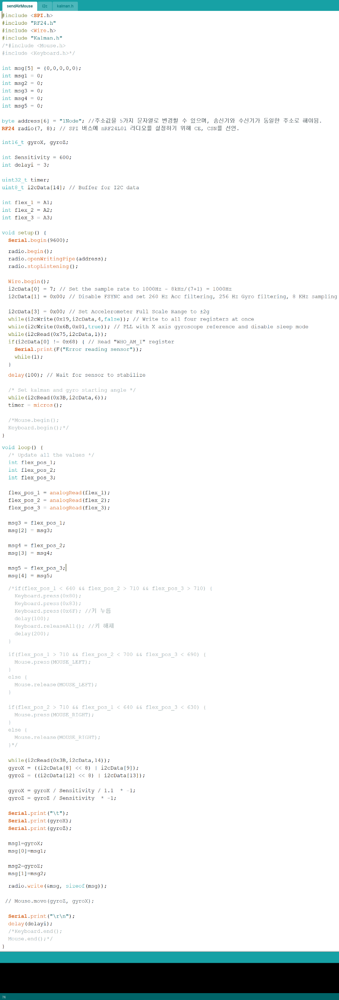 sendAirMouse i2c kalman.h
#include <SPI.h>
#include "RF24.h"
#include <Wire.h>
#include "Kalman.h"
/*#include <Mouse.h>
#include <Keyboard.h>*/
int msg[5] = {0,0,0,0,0};
int msg1 = 0;
int msg2 = 0;
int msg3 = 0;
int msg4 = 0;
int msg5 = 0;
byte address[6] = "1Node"; //주소값을 5가지 문자열로 변경할 수 있으며, 송신기와 수신기가 동일한 주소로 해야됨.
RF24 radio(7, 8); // SPI 버스에 nRF24L01 라디오를 설정하기 위해 CE, CSN를 선언.
int16_t gyroX, gyroZ;
int Sensitivity = 600;
int delayi = 3;
uint32_t timer;
uint8_t i2cData[14]; // Buffer for I2C data
int flex_1 = A1;
int flex_2 = A2;
int flex_3 = A3;
void setup() {
Serial.begin(9600);
radio.begin();
radio.openWritingPipe(address);
radio.stopListening();
Wire.begin();
i2cData[0] = 7; // Set the sample rate to 1000Hz - 8kHz/(7+1) = 1000Hz
i2cData[1] = 0x00; // Disable FSYNC and set 260 Hz Acc filtering, 256 Hz Gyro filtering, 8 KHz sampling
i2cData[3] = 0x00; // Set Accelerometer Full Scale Range to ±2g
while(i2cWrite(0x19,i2cData,4,false)); // Write to all four registers at once
while(i2cWrite(0x6B,0x01,true)); // PLL with X axis gyroscope reference and disable sleep mode
while(i2cRead(0x75,i2cData,1));
if(i2cData[0] != 0x68) { // Read "WHO_AM_I" register
Serial.print(F("Error reading sensor"));
while(1);
}
delay(100); // Wait for sensor to stabilize
/* Set kalman and gyro starting angle */
while(i2cRead(0x3B,i2cData,6));
timer = micros();
/*Mouse.begin();
Keyboard.begin();*/
}
void loop() {
/* Update all the values */
int flex_pos_1;
int flex_pos_2;
int flex_pos_3;
flex_pos_1 = analogRead(flex_1);
flex_pos_2 = analogRead(flex_2);
flex_pos_3 = analogRead(flex_3);
msg3 = flex_pos_1;
msg[2] = msg3;
msg4 = flex_pos_2;
msg[3] = msg4;
msg5 = flex_pos_3;
msg[4] = msg5;
/*if(flex_pos_1 < 640 && flex_pos_2 > 710 && flex_pos_3 > 710) {
Keyboard.press(0x80);
Keyboard.press(0x83);
Keyboard.press(0x6F); //키 누름
delay(100);
Keyboard.releaseAll(); //키 해재
delay(200);
}
if(flex_pos_1 > 710 && flex_pos_2 < 700 && flex_pos_3 < 690) {
Mouse.press(MOUSE_LEFT);
}
else {
Mouse.release(MOUSE_LEFT);
}
if(flex_pos_2 > 710 && flex_pos_1 < 640 && flex_pos_3 < 630) {
Mouse.press(MOUSE_RIGHT);
}
else {
Mouse.release(MOUSE_RIGHT);
}*/
while(i2cRead(0x3B,i2cData,14));
gyroX = ((i2cData[8] << 8) | i2cData[9]);
gyroZ = ((i2cData[12] << 8) | i2cData[13]);
gyroX = gyroX / Sensitivity / 1.1  * -1;
gyroZ = gyroZ / Sensitivity  * -1;
Serial.print("\t");
Serial.print(gyroX);
Serial.print(gyroZ);
msg1=gyroX;
msg[0]=msg1;
msg2=gyroZ;
msg[1]=msg2;
radio.write(&msg, sizeof(msg));
// Mouse.move(gyroZ, gyroX);
Serial.print("\r\n");
delay(delayi);
/*Keyboard.end();
Mouse.end();*/
}
76